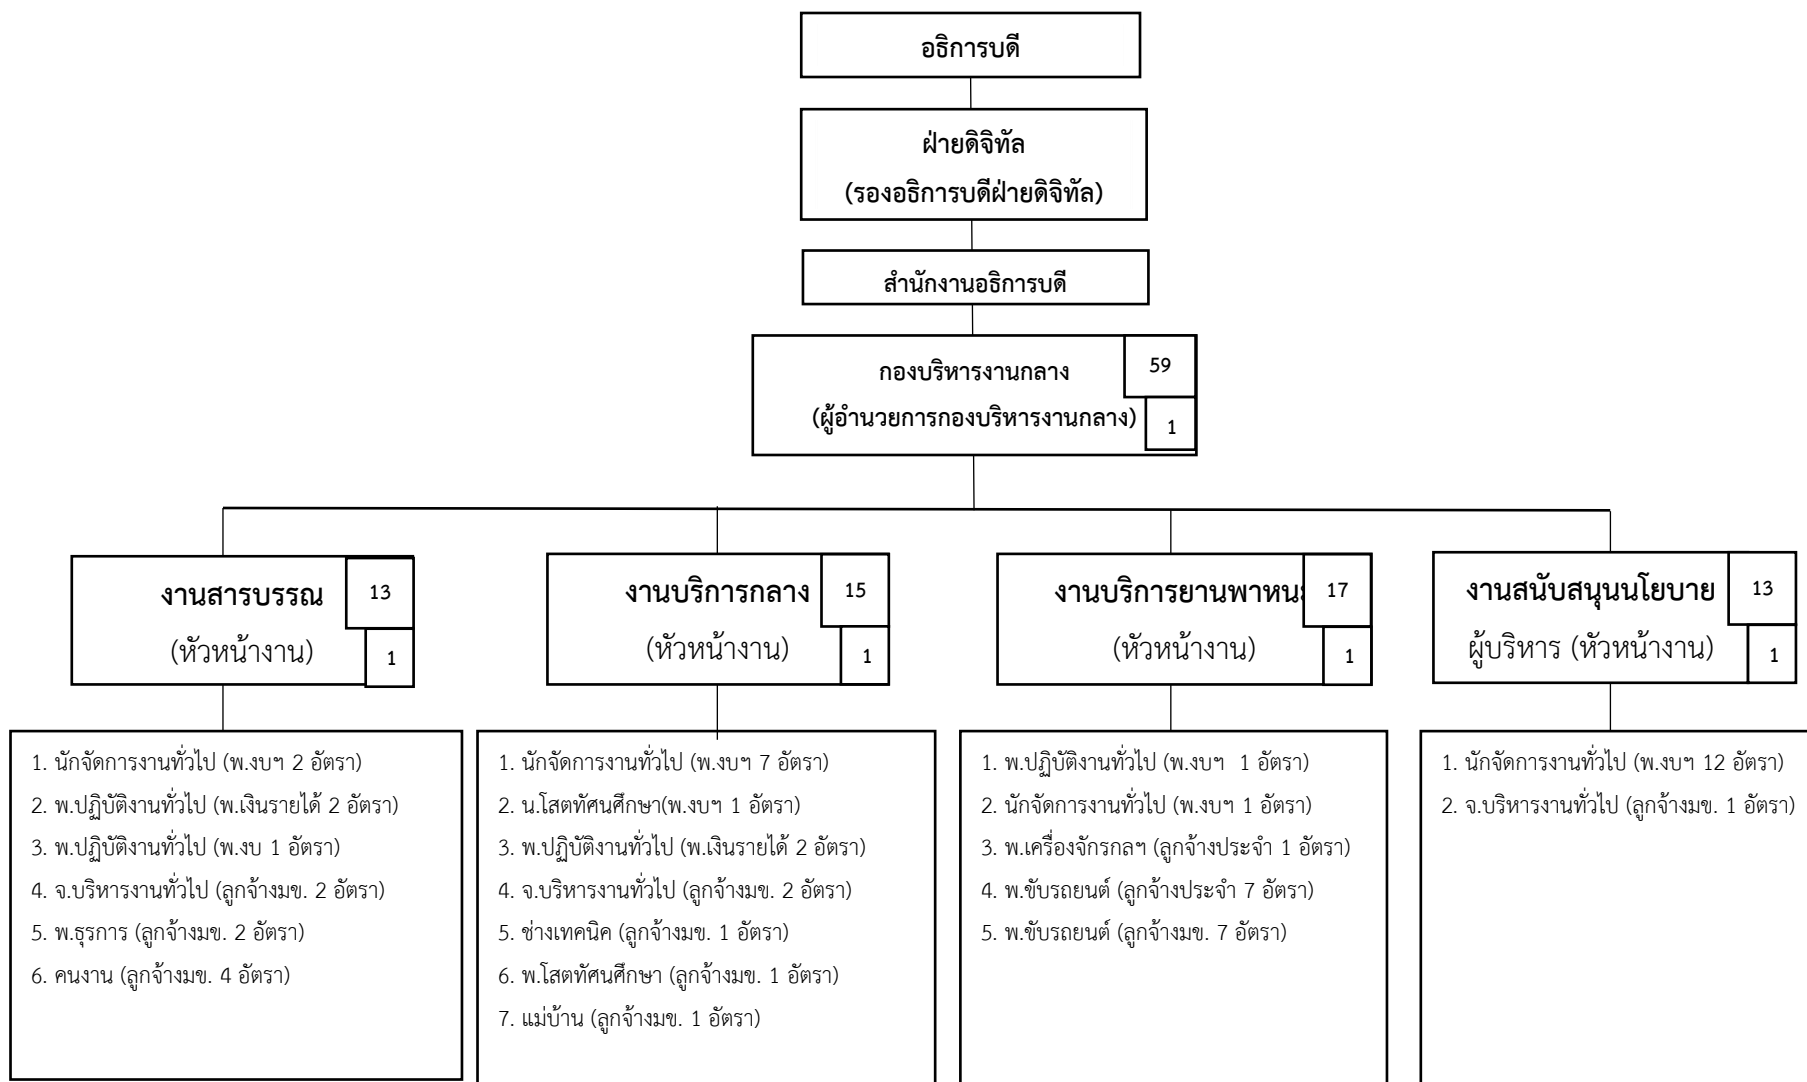 อธิการบดี
ฝ่ายดิจิทัล
(รองอธิการบดีฝ่ายดิจิทัล)
สำนักงานอธิการบดี
กองบริหารงานกลาง
59
(ผู้อำนวยการกองบริหารงานกลาง)
1
งานสารบรรณ
13
(หัวหน้างาน)
1
งานบริการกลาง
15
(หัวหน้างาน)
1
งานบริการยานพาหน
17
(หัวหน้างาน)
1
งานสนับสนุนนโยบาย
13
ผู้บริหาร (หัวหน้างาน)
1
1. นักจัดการงานทั่วไป (พ.งบฯ 2 อัตรา)
2. พ.ปฏิบัติงานทั่วไป (พ.เงินรายได้ 2 อัตรา)
3. พ.ปฏิบัติงานทั่วไป (พ.งบ 1 อัตรา)
4. จ.บริหารงานทั่วไป (ลูกจ้างมข. 2 อัตรา)
5. พ.ธุรการ (ลูกจ้างมข. 2 อัตรา)
6. คนงาน (ลูกจ้างมข. 4 อัตรา)
1. นักจัดการงานทั่วไป (พ.งบฯ 7 อัตรา)
2. น.โสตทัศนศึกษา(พ.งบฯ 1 อัตรา)
3. พ.ปฏิบัติงานทั่วไป (พ.เงินรายได้ 2 อัตรา)
4. จ.บริหารงานทั่วไป (ลูกจ้างมข. 2 อัตรา)
5. ช่างเทคนิค (ลูกจ้างมข. 1 อัตรา)
6. พ.โสตทัศนศึกษา (ลูกจ้างมข. 1 อัตรา)
7. แม่บ้าน (ลูกจ้างมข. 1 อัตรา)
1. พ.ปฏิบัติงานทั่วไป (พ.งบฯ 1 อัตรา)
2. นักจัดการงานทั่วไป (พ.งบฯ 1 อัตรา)
3. พ.เครื่องจักรกลฯ (ลูกจ้างประจำ 1 อัตรา)
4. พ.ขับรถยนต์ (ลูกจ้างประจำ 7 อัตรา)
5. พ.ขับรถยนต์ (ลูกจ้างมข. 7 อัตรา)
1. นักจัดการงานทั่วไป (พ.งบฯ 12 อัตรา)
2. จ.บริหารงานทั่วไป (ลูกจ้างมข. 1 อัตรา)